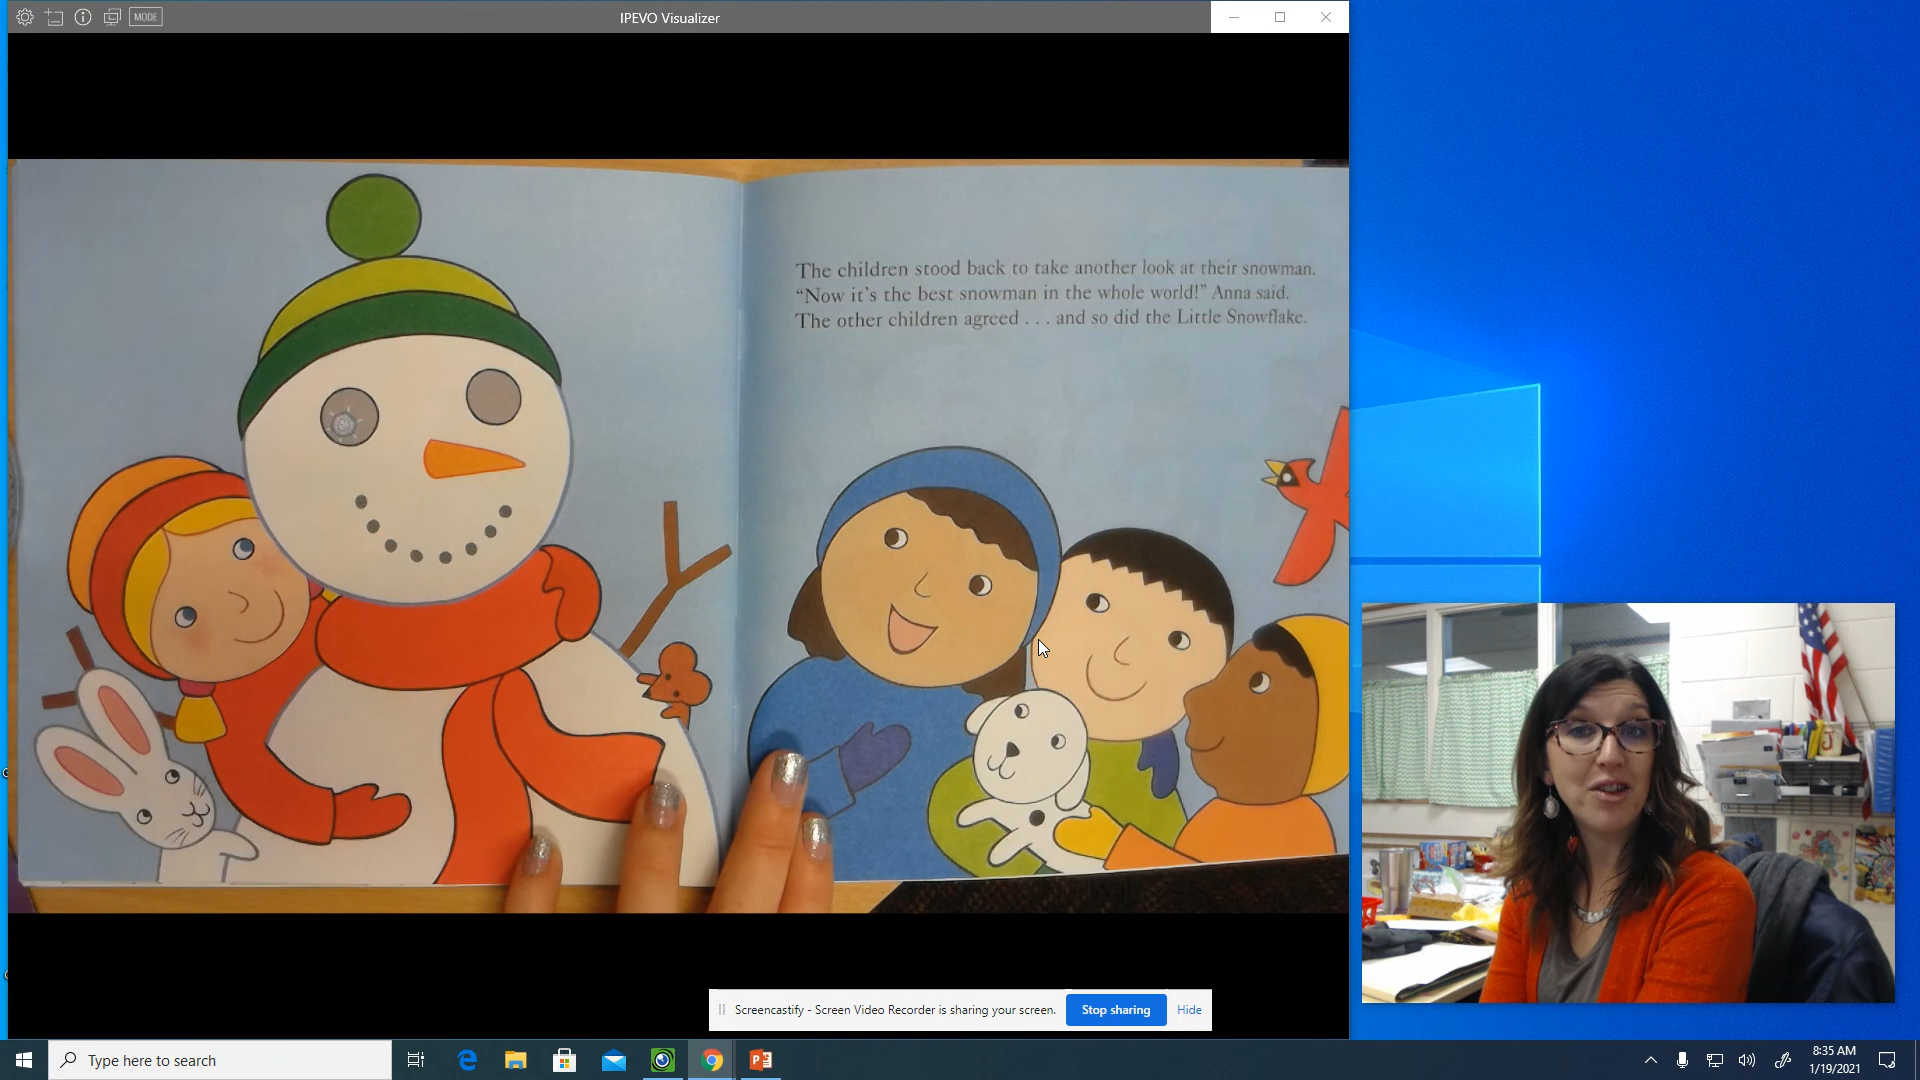 MODE
IPEVO Visualizer
The children stood back to take another look at their snowman.
“Now it’s the best snowman in the whole world!” Anna said.
The other children agreed . . . and so did the Little Snowflake.
Screencastify - Screen Video Recorder is sharing your screen.
Stop sharing
Hide
Type here to search
8:35 AM
1/19/2021